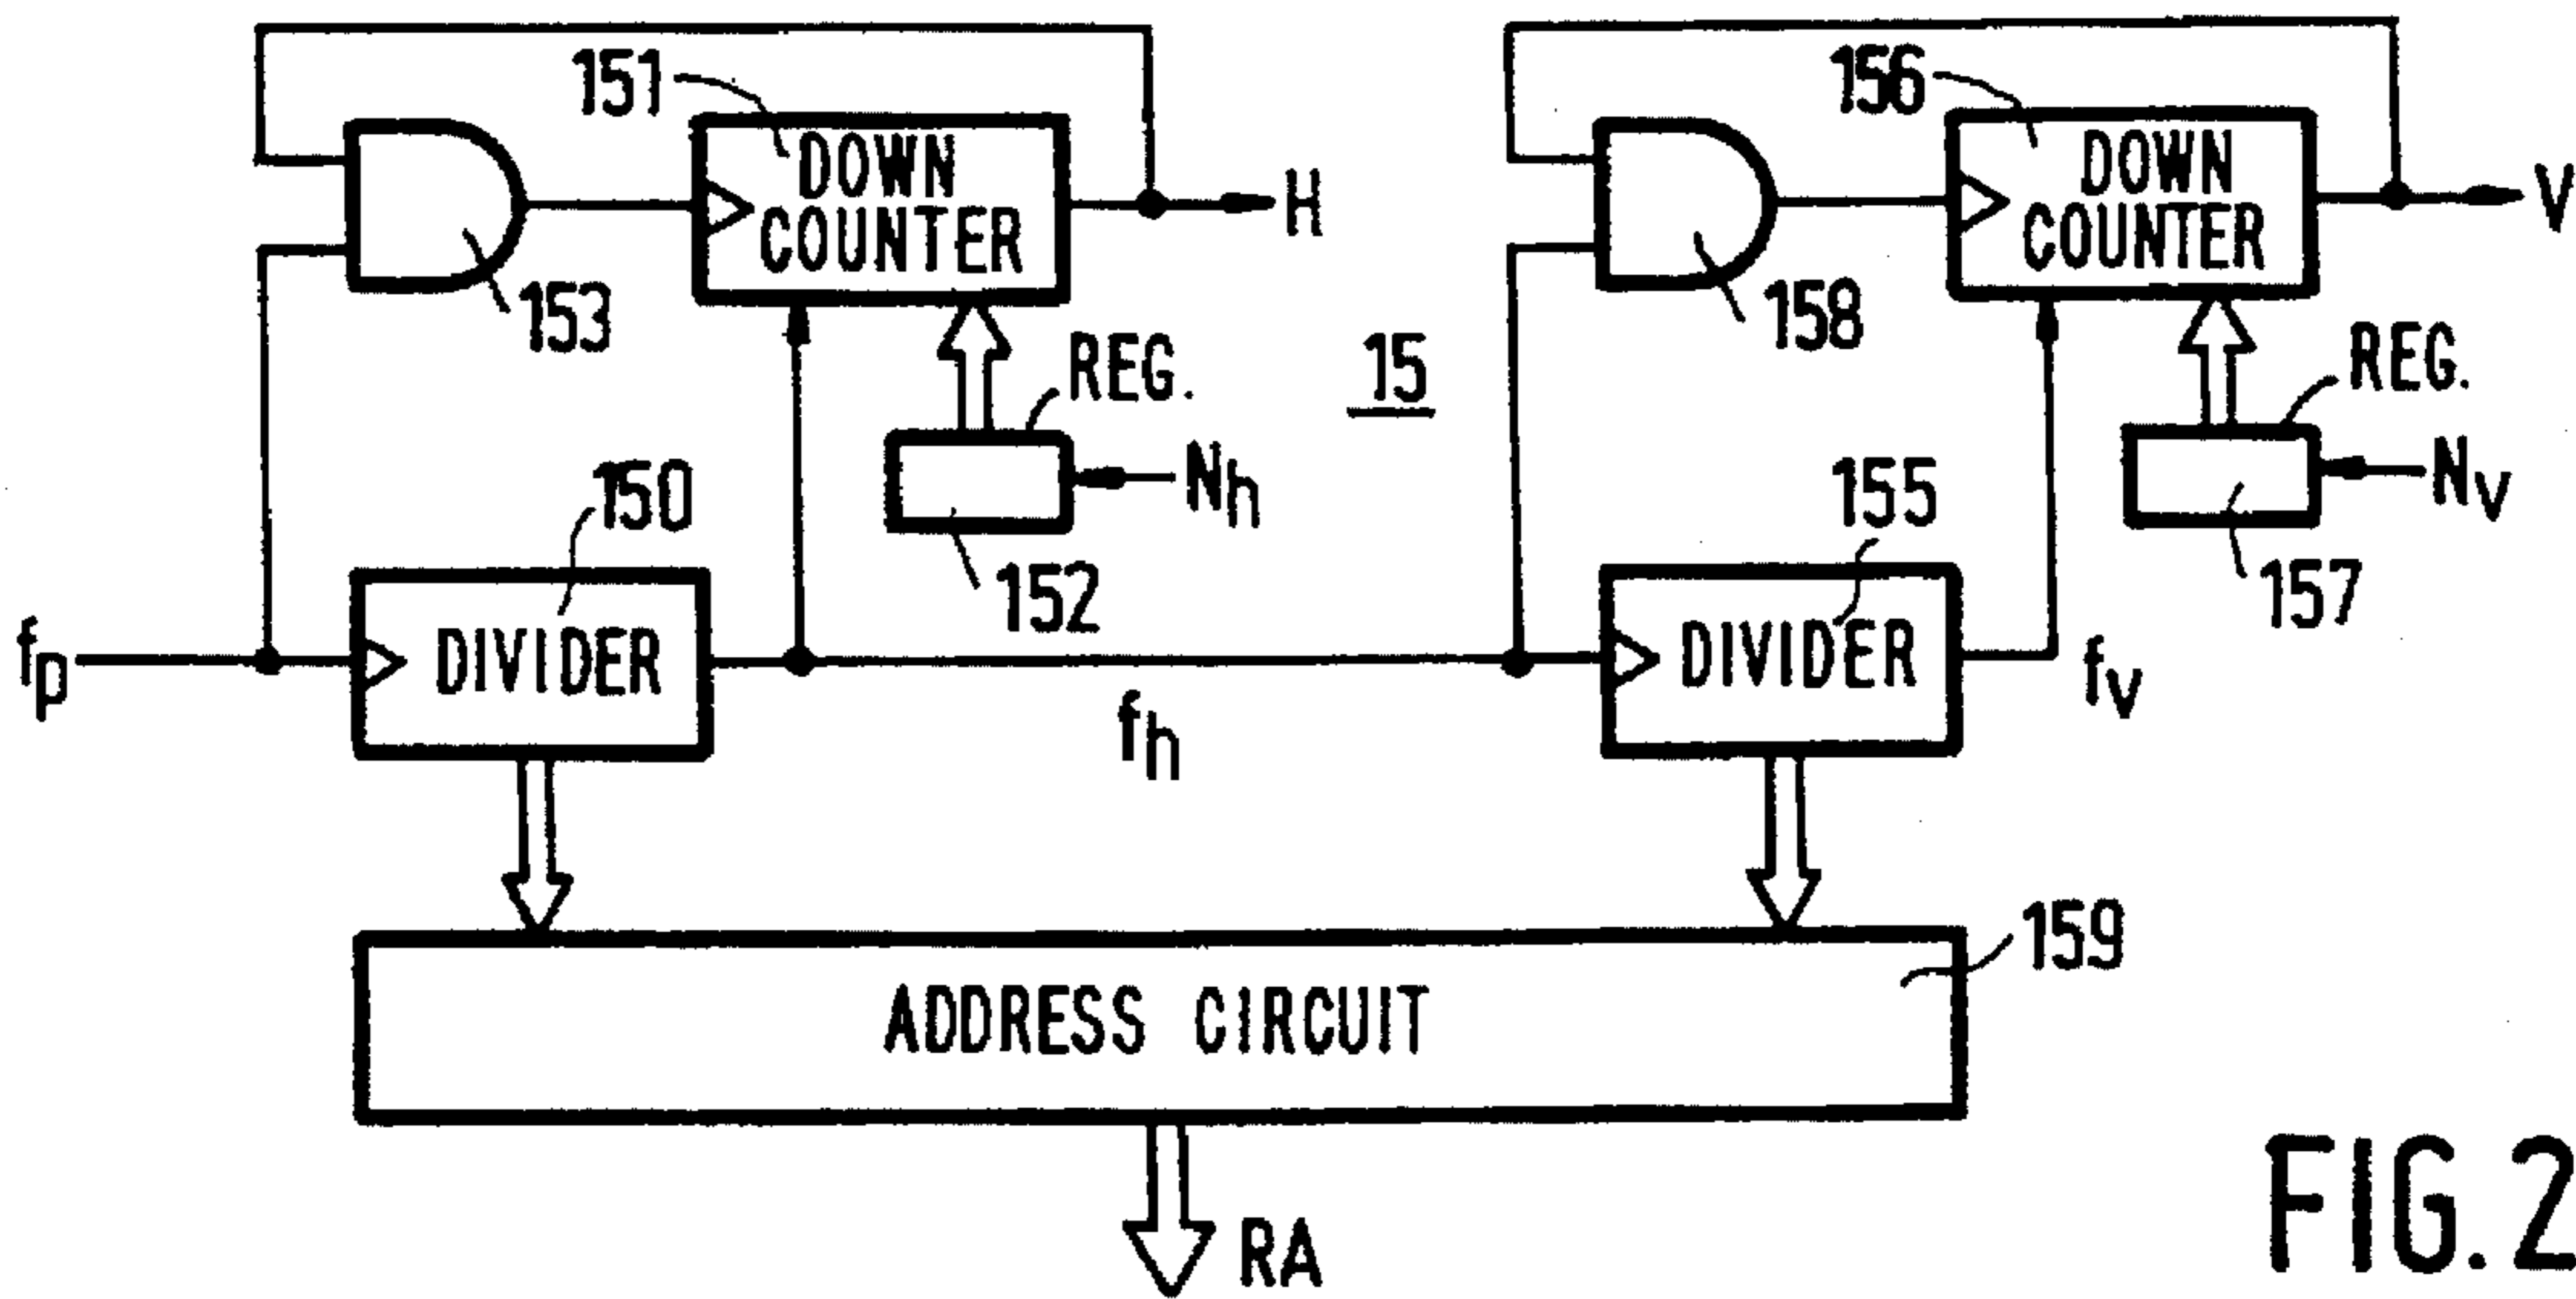 151
156
DOWN
COUNTER
DOWN
COUNTER
H
V
153
158
REG.
15
REG.
Nh
Nv
150
155
152
157
fp
DIVIDER
fh
DIVIDER
fv
159
ADDRESS CIRCUIT
RA
FIG.2